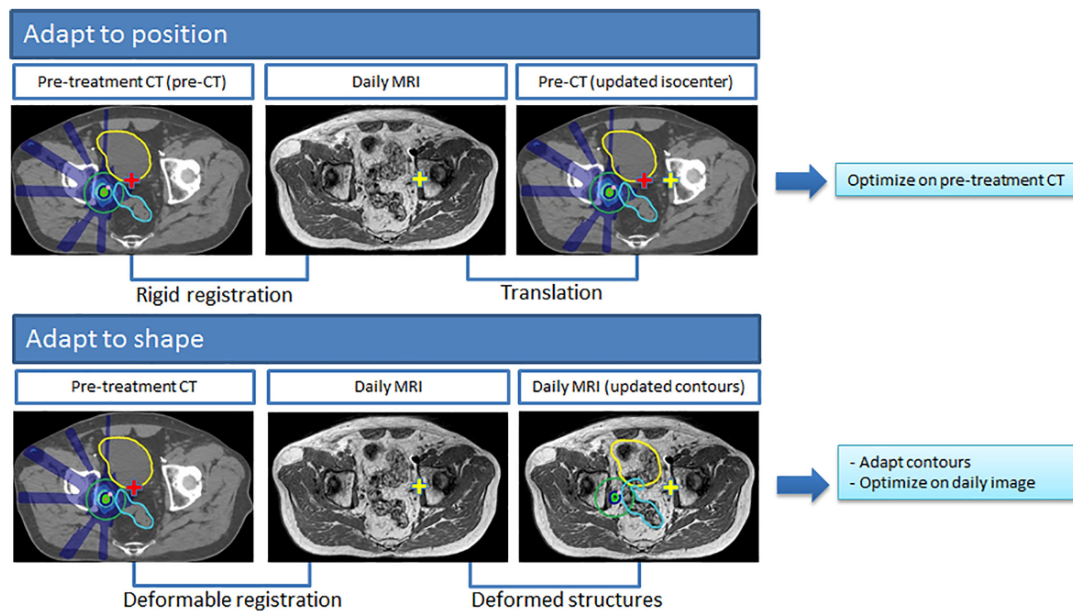 Adapt to position
Pre-treatment CT (pre-CT)
Daily MRI
Pre-CT (updated isocenter)
Optimize on pre-treatment CT
Rigid registration
Translation
Adapt to shape
Pre-treatment CT
Daily MRI
Daily MRI (updated contours)
- Adapt contours
- Optimize on daily image
Deformable registration
Deformed structures